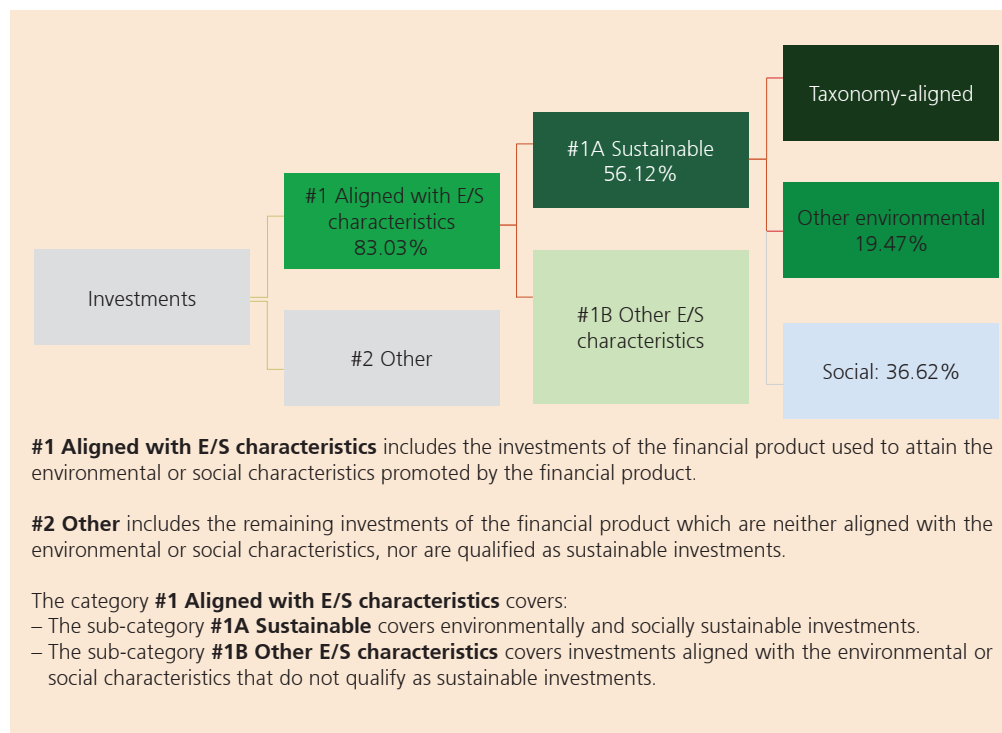 Taxonomy-aligned
#1A Sustainable
56.12%
#1 Aligned with E/S
characteristics
83.03%
Other environmental
19.47%
Investments
#1B Other E/S
characteristics
#2 Other
Social: 36.62%
#1 Aligned with E/S characteristics includes the investments of the financial product used to attain the
environmental or social characteristics promoted by the financial product.
#2 Other includes the remaining investments of the financial product which are neither aligned with the
environmental or social characteristics, nor are qualified as sustainable investments.
The category #1 Aligned with E/S characteristics covers:
– The sub-category #1A Sustainable covers environmentally and socially sustainable investments.
– The sub-category #1B Other E/S characteristics covers investments aligned with the environmental or
social characteristics that do not qualify as sustainable investments.